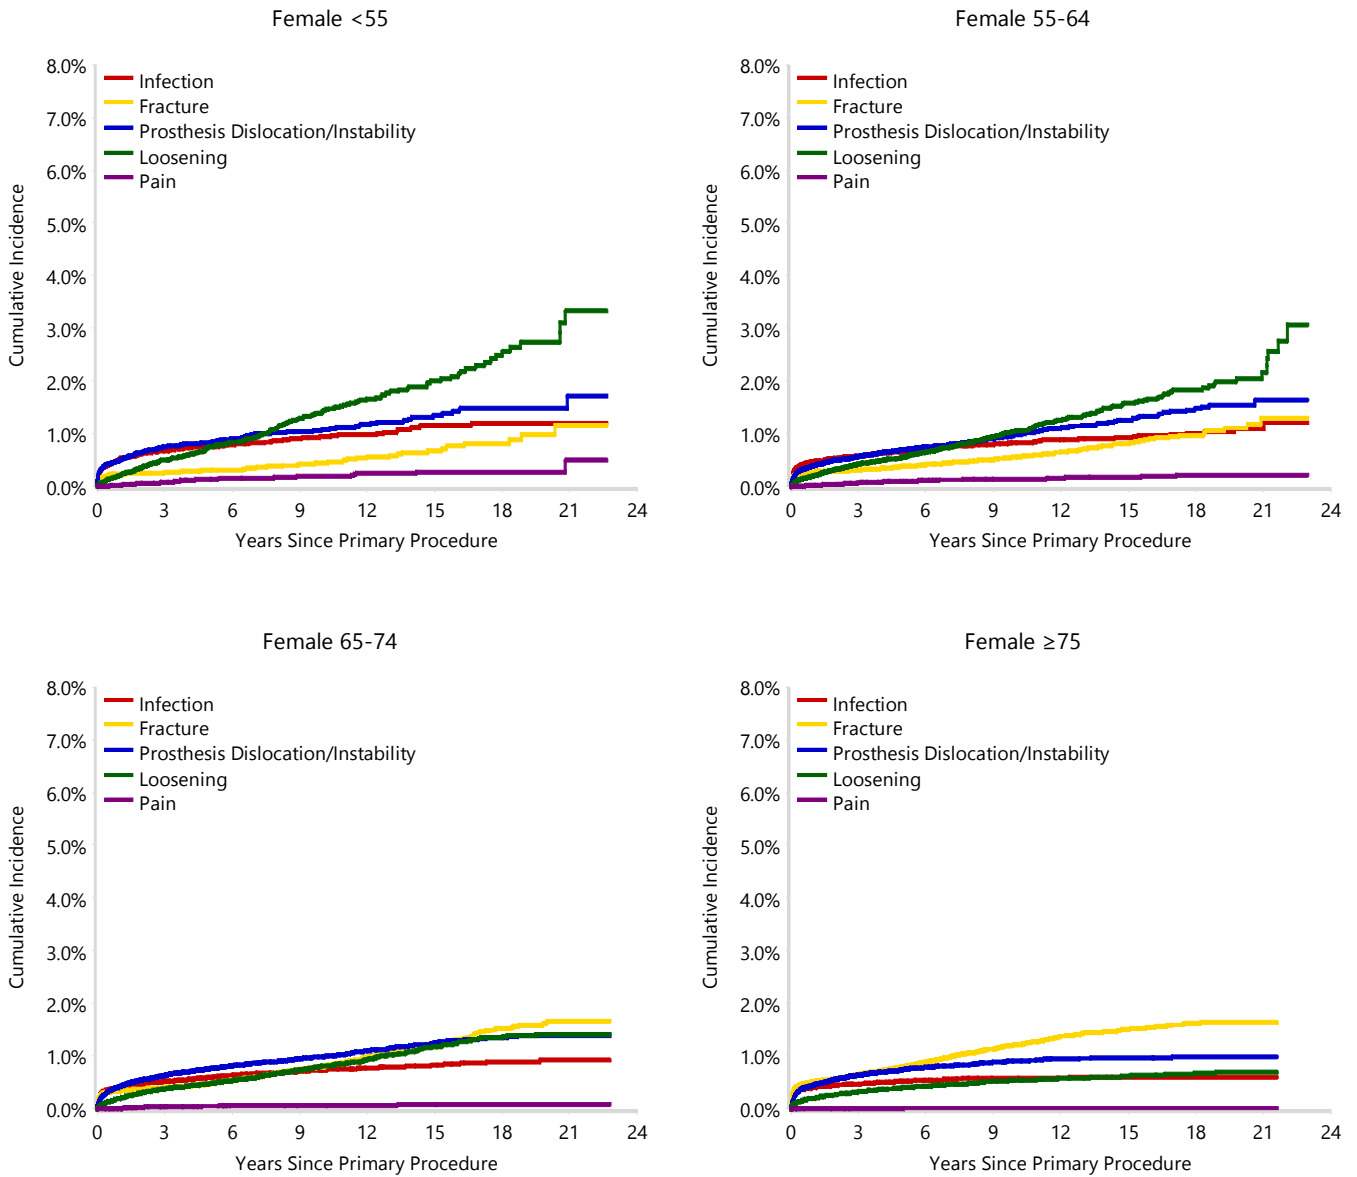 Female <55
8.0%
7.0%
6.0%
5.0%
4.0%
3.0%
2.0%
1.0%
0.0%
Cumulative Incidence
Infection
Fracture
Prosthesis Dislocation/Instability
Loosening
Pain
0 3 6 9 12 15 18 21 24
Years Since Primary Procedure
Female 55-64
8.0%
7.0%
6.0%
5.0%
4.0%
3.0%
2.0%
1.0%
0.0%
Cumulative Incidence
Infection
Fracture
Prosthesis Dislocation/Instability
Loosening
Pain
0 3 6 9 12 15 18 21 24
Years Since Primary Procedure
Female 65-74
8.0%
7.0%
6.0%
5.0%
4.0%
3.0%
2.0%
1.0%
0.0%
Cumulative Incidence
Infection
Fracture
Prosthesis Dislocation/Instability
Loosening
Pain
0 3 6 9 12 15 18 21 24
Years Since Primary Procedure
Female ≥75
8.0%
7.0%
6.0%
5.0%
4.0%
3.0%
2.0%
1.0%
0.0%
Cumulative Incidence
Infection
Fracture
Prosthesis Dislocation/Instability
Loosening
Pain
0 3 6 9 12 15 18 21 24
Years Since Primary Procedure